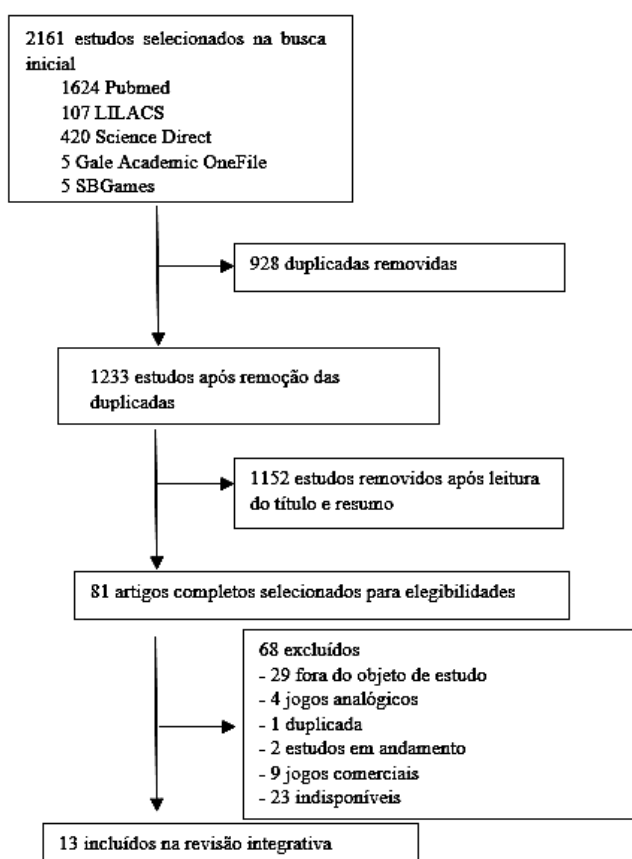 2161 estudos selecionados na busca
inicial
1624 Pubmed
107 LILACS
420 Science Direct
5 Gale Academic OneFile
5 SBGames
928 duplicadas removidas
1233 estudos após remoção das
duplicadas
1152 estudos removidos após leitura
do título e resumo
81 artigos completos selecionados para elegibilidades
68 excluídos
- 29 fora do objeto de estudo
- 4 jogos analógicos
- 1 duplicada
- 2 estudos em andamento
- 9 jogos comerciais
- 23 indisponíveis
13 incluídos na revisão integrativa